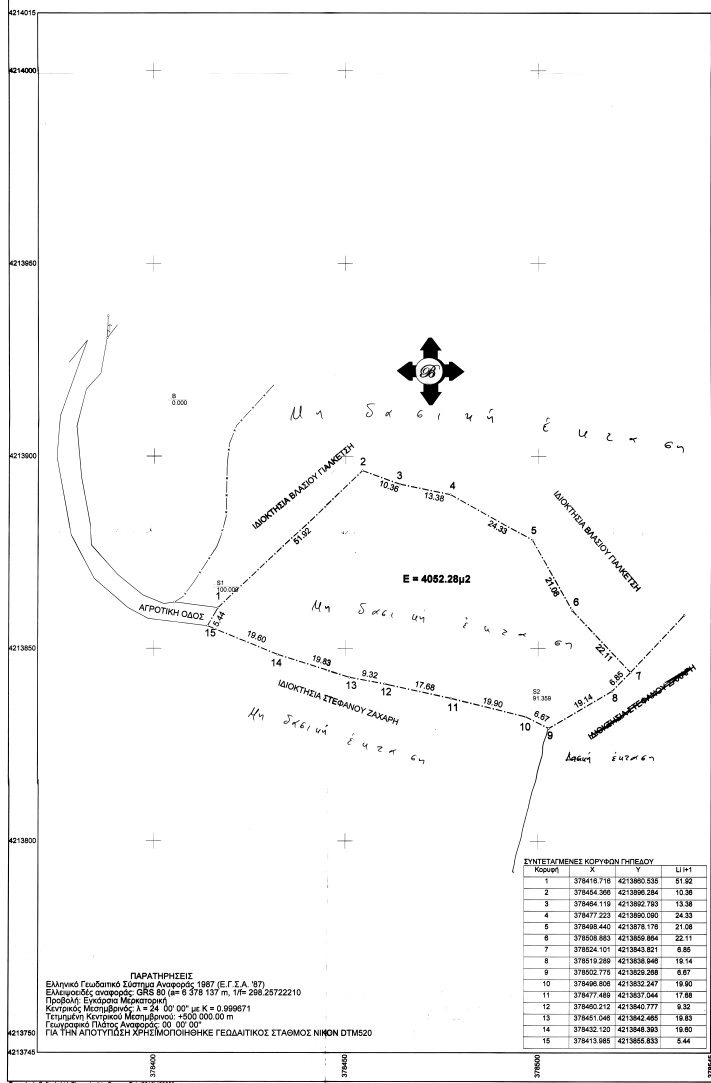 4214015
4214000
4213950
Β
0.000
Β
Μη δασική έκταση
4213900
ΙΔΙΟΚΤΗΣΙΑ ΒΛΑΣΙΟΥ ΓΙΑΛΚΕΤΣΗ
2
10.36
3
13.38
4
24.33
5
ΙΔΙΟΚΤΗΣΙΑ ΒΛΑΣΙΟΥ ΓΙΑΛΚΕΤΣΗ
51.92
21.08
E = 4052.28μ2
S1
100.000
1
6
ΑΓΡΟΤΙΚΗ ΟΔΟΣ
5.44
Μη δασική έκταση
22.11
15
19.60
4213850
14
19.83
13
9.32
12
17.68
11
19.90
S2
91.359
10
6.67
9
19.14
8
6.85
7
ΙΔΙΟΚΤΗΣΙΑ ΣΤΕΦΑΝΟΥ ΖΑΧΑΡΗ
ΙΔΙΟΚΤΗΣΙΑ ΣΤΕΦΑΝΟΥ ΖΑΧΑΡΗ
Μη δασική έκταση
Δασική έκταση
4213800
ΣΥΝΤΕΤΑΓΜΕΝΕΣ ΚΟΡΥΦΩΝ ΓΗΠΕΔΟΥ
Κορυφή X Y Li i+1
1 378416.716 4213860.535 51.92
2 378454.366 4213896.284 10.36
3 378464.119 4213892.793 13.38
4 378477.223 4213890.090 24.33
5 378498.440 4213878.176 21.08
6 378508.883 4213859.864 22.11
7 378524.101 4213843.821 6.85
8 378519.289 4213838.946 19.14
9 378502.775 4213829.268 6.67
10 378496.806 4213832.247 19.90
11 378477.489 4213837.044 17.68
12 378460.212 4213840.777 9.32
13 378451.046 4213842.465 19.83
14 378432.120 4213848.393 19.60
15 378413.985 4213855.833 5.44
ΠΑΡΑΤΗΡΗΣΕΙΣ
Ελληνικό Γεωδαιτικό Σύστημα Αναφοράς 1987 (Ε.Γ.Σ.Α. '87)
Ελλειψοειδές αναφοράς: GRS 80 (a= 6 378 137 m, 1/f= 298.25722210
Προβολή: Εγκάρσια Μερκατορική
Κεντρικός Μεσημβρινός: λ = 24 00' 00" με K = 0.999671
Τετμημένη Κεντρικού Μεσημβρινού: +500 000.00 m
Γεωγραφικό Πλάτος Αναφοράς: 00 00' 00"
ΓΙΑ ΤΗΝ ΑΠΟΤΥΠΩΣΗ ΧΡΗΣΙΜΟΠΟΙΗΘΗΚΕ ΓΕΩΔΑΙΤΙΚΟΣ ΣΤΑΘΜΟΣ NIKON DTM520
4213750
4213745
378400
378450
378500